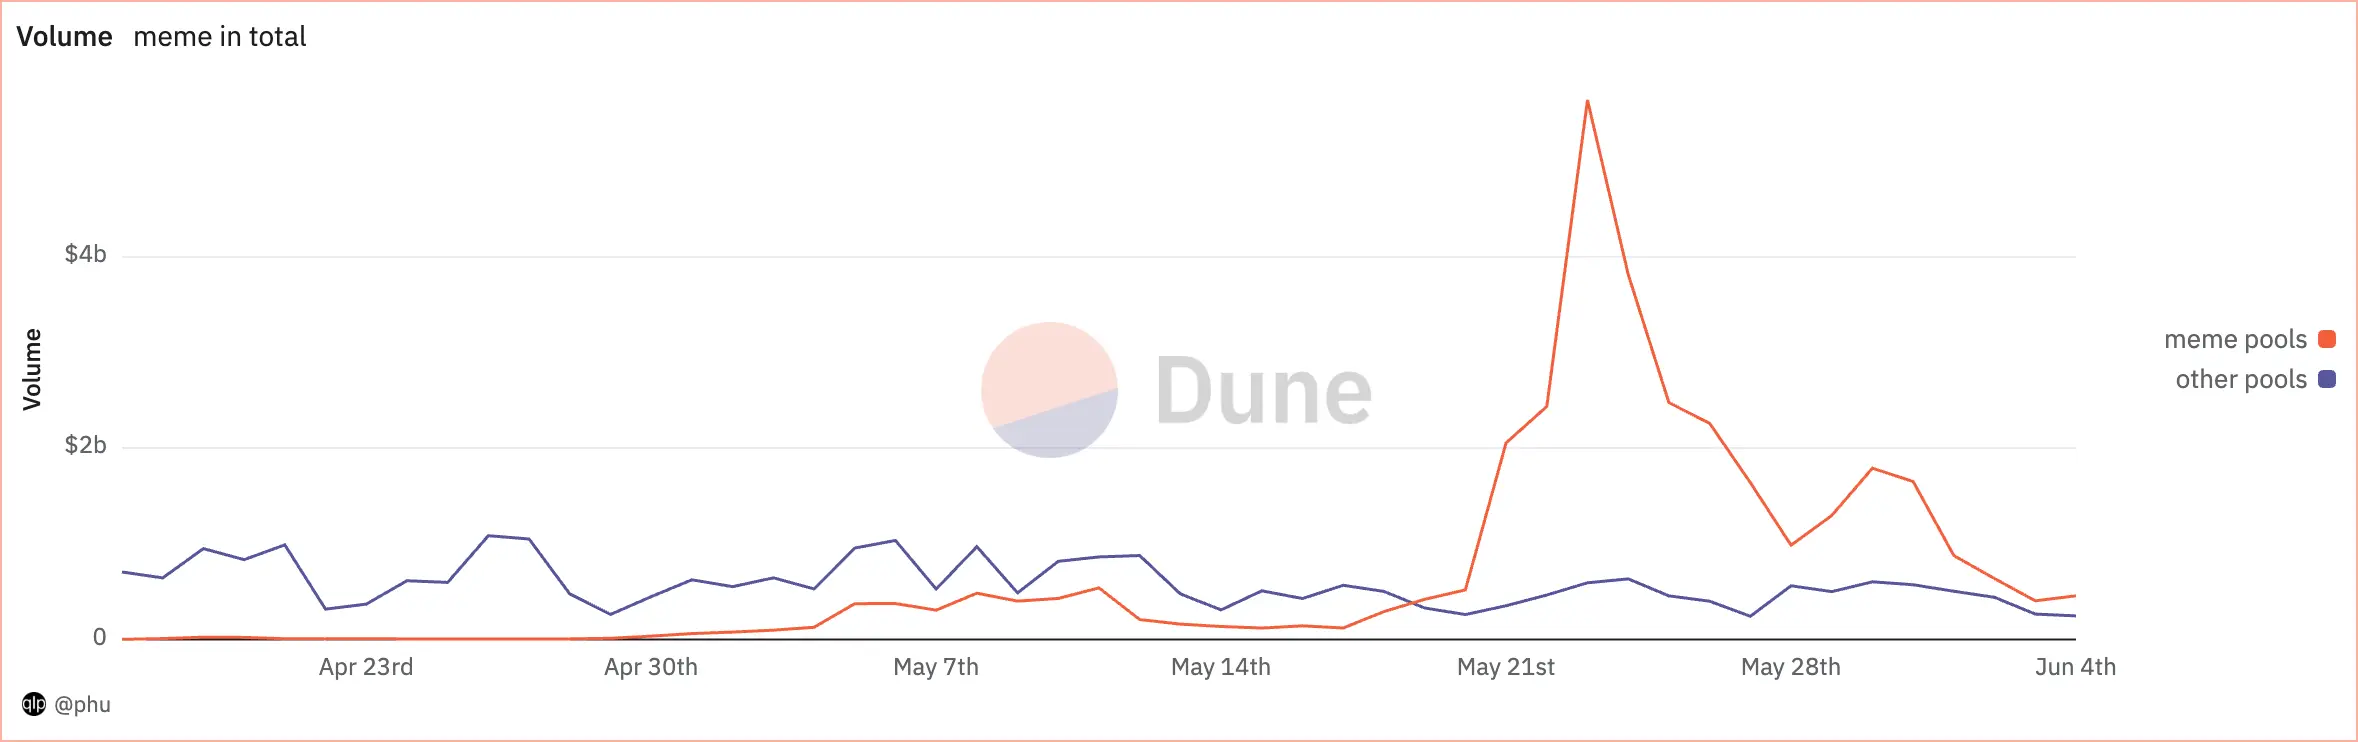 Volume meme in total
$4b
$2b
0
Volume
Dune
meme pools
other pools
Apr 23rd Apr 30th May 7th May 14th May 21st May 28th Jun 4th
qlp @phu